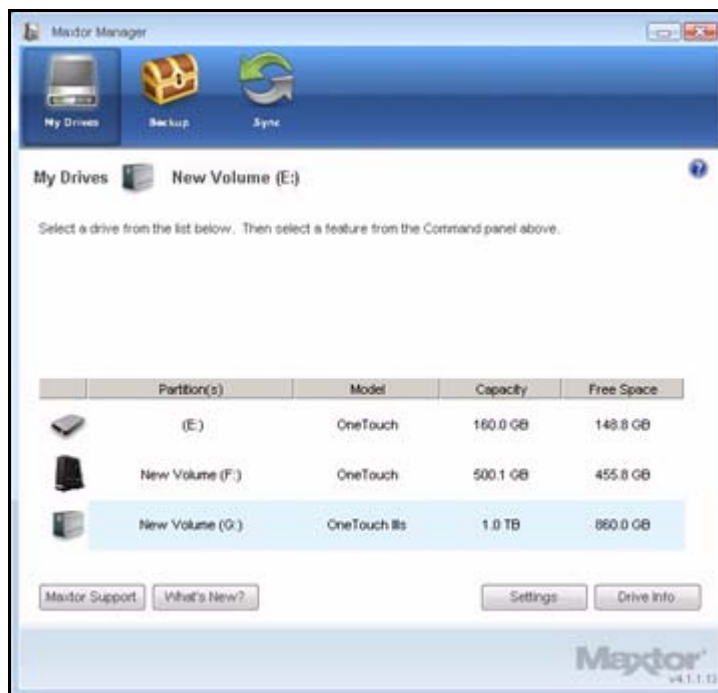 Maxtor Manager
My Drives Backup Sync
My Drives New Volume (E:)
Select a drive from the list below. Then select a feature from the Command panel above.
Partition(s) Model Capacity Free Space
(E:) OneTouch 160.0 GB 148.8 GB
New Volume (F:) OneTouch 500.1 GB 455.8 GB
New Volume (G:) OneTouch IIIs 1.0 TB 860.0 GB
Maxtor Support What's New? Settings Drive Info
Maxtor